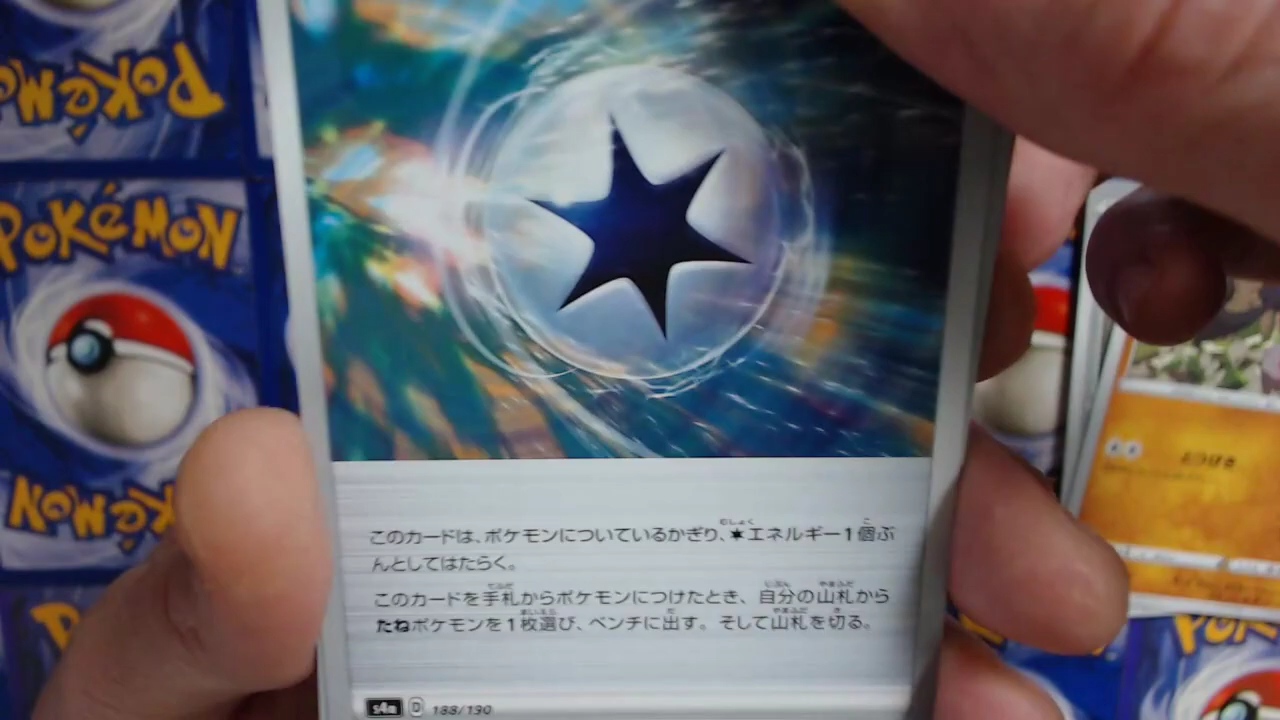 POKéMON
POKéMON
POKéMON
このカードは、ポケモンについているかぎり、エネルギー1個ぶ
んとしてはたらく。
このカードを手札からポケモンにつけたとき、自分の山札から
たねポケモンを1枚選び、ベンチに出す。そして山札を切る。
s4a D 188/190